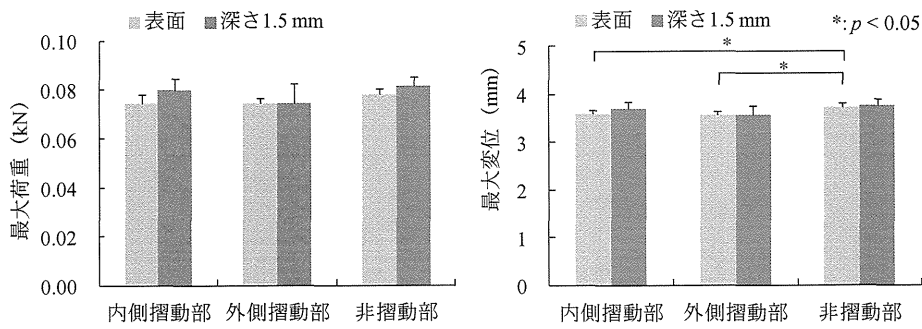 表面 深さ1.5 mm
0.10
0.08
0.06
0.04
0.02
0.00
最大荷重 (kN)
内側摺動部 外側摺動部 非摺動部
表面 深さ1.5 mm
*: p < 0.05
*
*
5
4
3
2
1
0
最大変位 (mm)
内側摺動部 外側摺動部 非摺動部